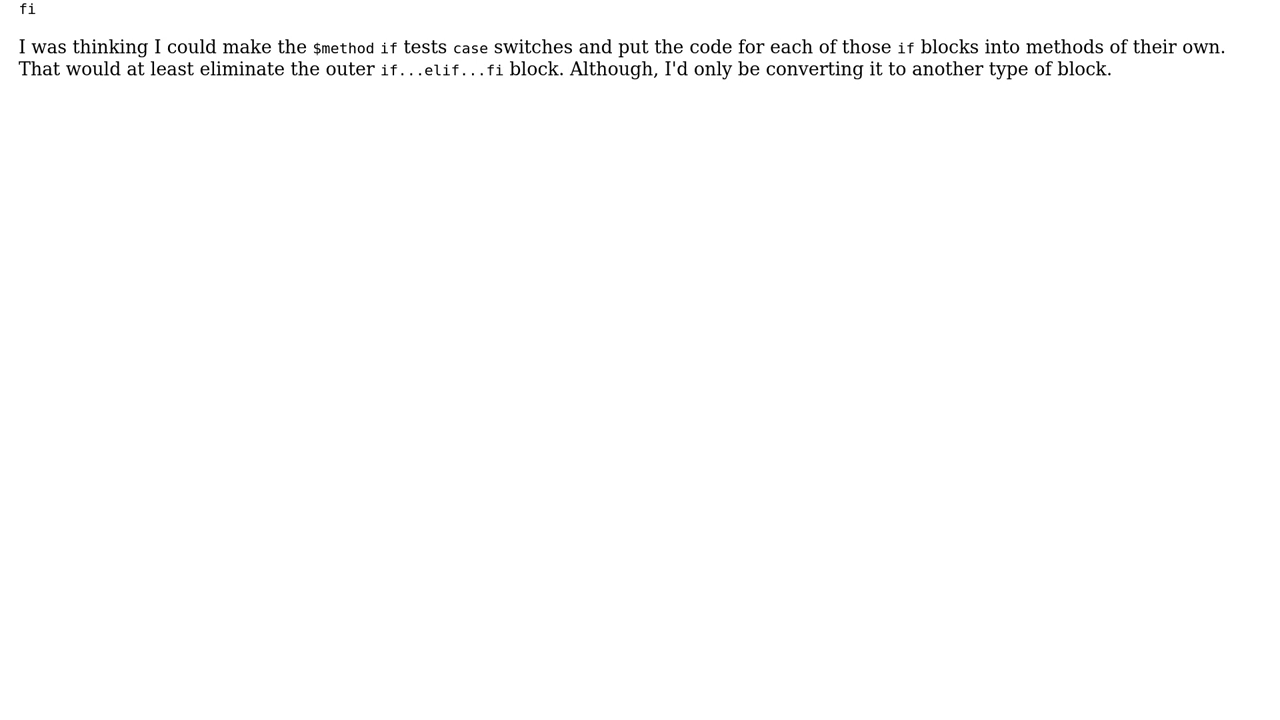 fi
I was thinking I could make the $method if tests case switches and put the code for each of those if blocks into methods of their own.
That would at least eliminate the outer if...elif...fi block. Although, I'd only be converting it to another type of block.